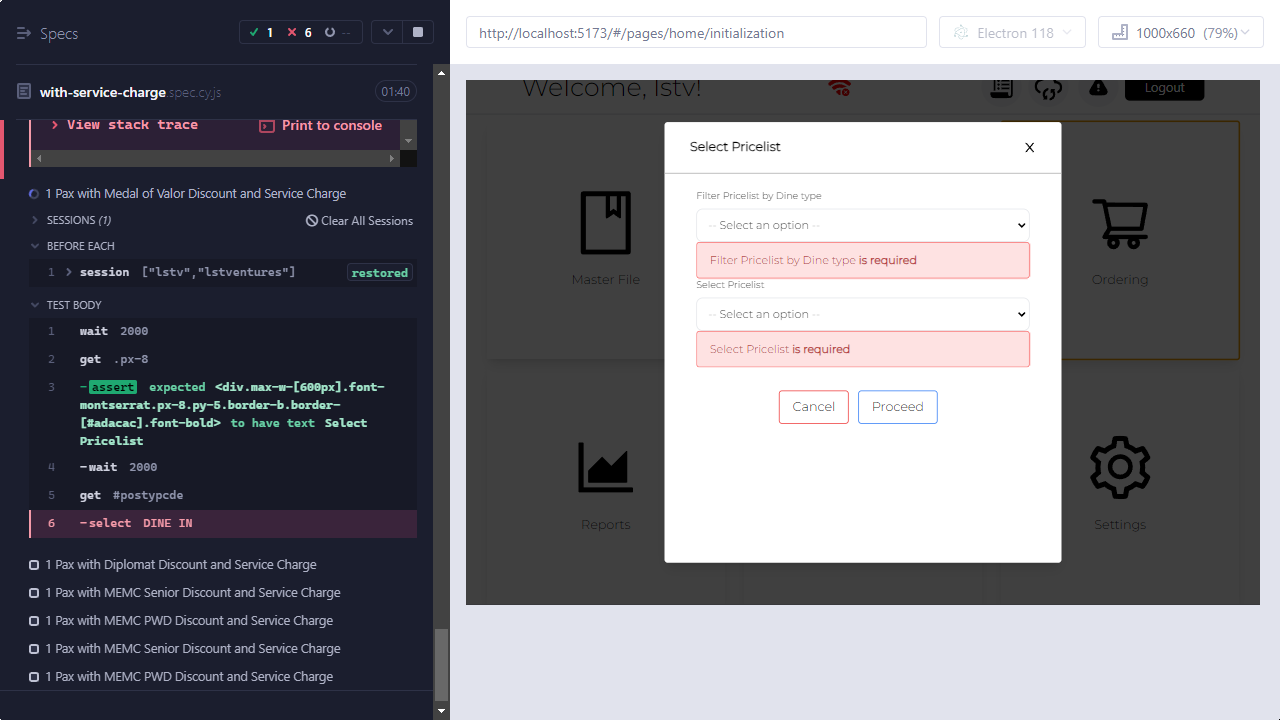 Specs
1
6
--
with-service-charge.spec.cy.js
01:40
View stack trace
Print to console
1 Pax with Medal of Valor Discount and Service Charge
SESSIONS (1)
Clear All Sessions
BEFORE EACH
1 session ["lstv","lstventures"] restored
TEST BODY
1 wait 2000
2 get .px-8
3 -assert expected <div.max-w-[600px].font-
montserrat.px-8.py-5.border-b.border-
[#adacac].font-bold> to have text Select
Pricelist
4 -wait 2000
5 get #postypcde
6 -select DINE IN
1 Pax with Diplomat Discount and Service Charge
1 Pax with MEMC Senior Discount and Service Charge
1 Pax with MEMC PWD Discount and Service Charge
1 Pax with MEMC Senior Discount and Service Charge
1 Pax with MEMC PWD Discount and Service Charge
http://localhost:5173/#/pages/home/initialization
Electron 118
1000x660 (79%)
Welcome, lstv!
Logout
Select Pricelist
X
Filter Pricelist by Dine type
-- Select an option --
Filter Pricelist by Dine type is required
Select Pricelist
-- Select an option --
Select Pricelist is required
Cancel
Proceed
Master File
Ordering
Reports
Settings